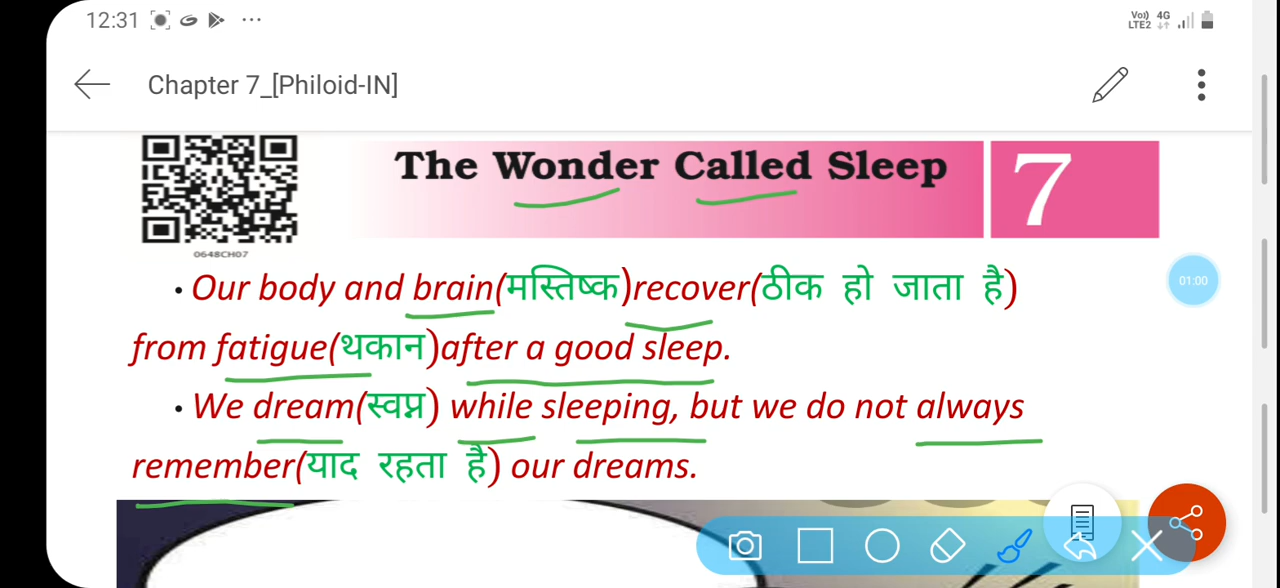 12:31
Vo)) 4G
LTE2
Chapter 7_[Philoid-IN]
The Wonder Called Sleep 7
0648CH07
• Our body and brain(मस्तिष्क)recover(ठीक हो जाता है)
from fatigue(थकान)after a good sleep.
• We dream(स्वप्न) while sleeping, but we do not always
remember(याद रहता है) our dreams.
01:00